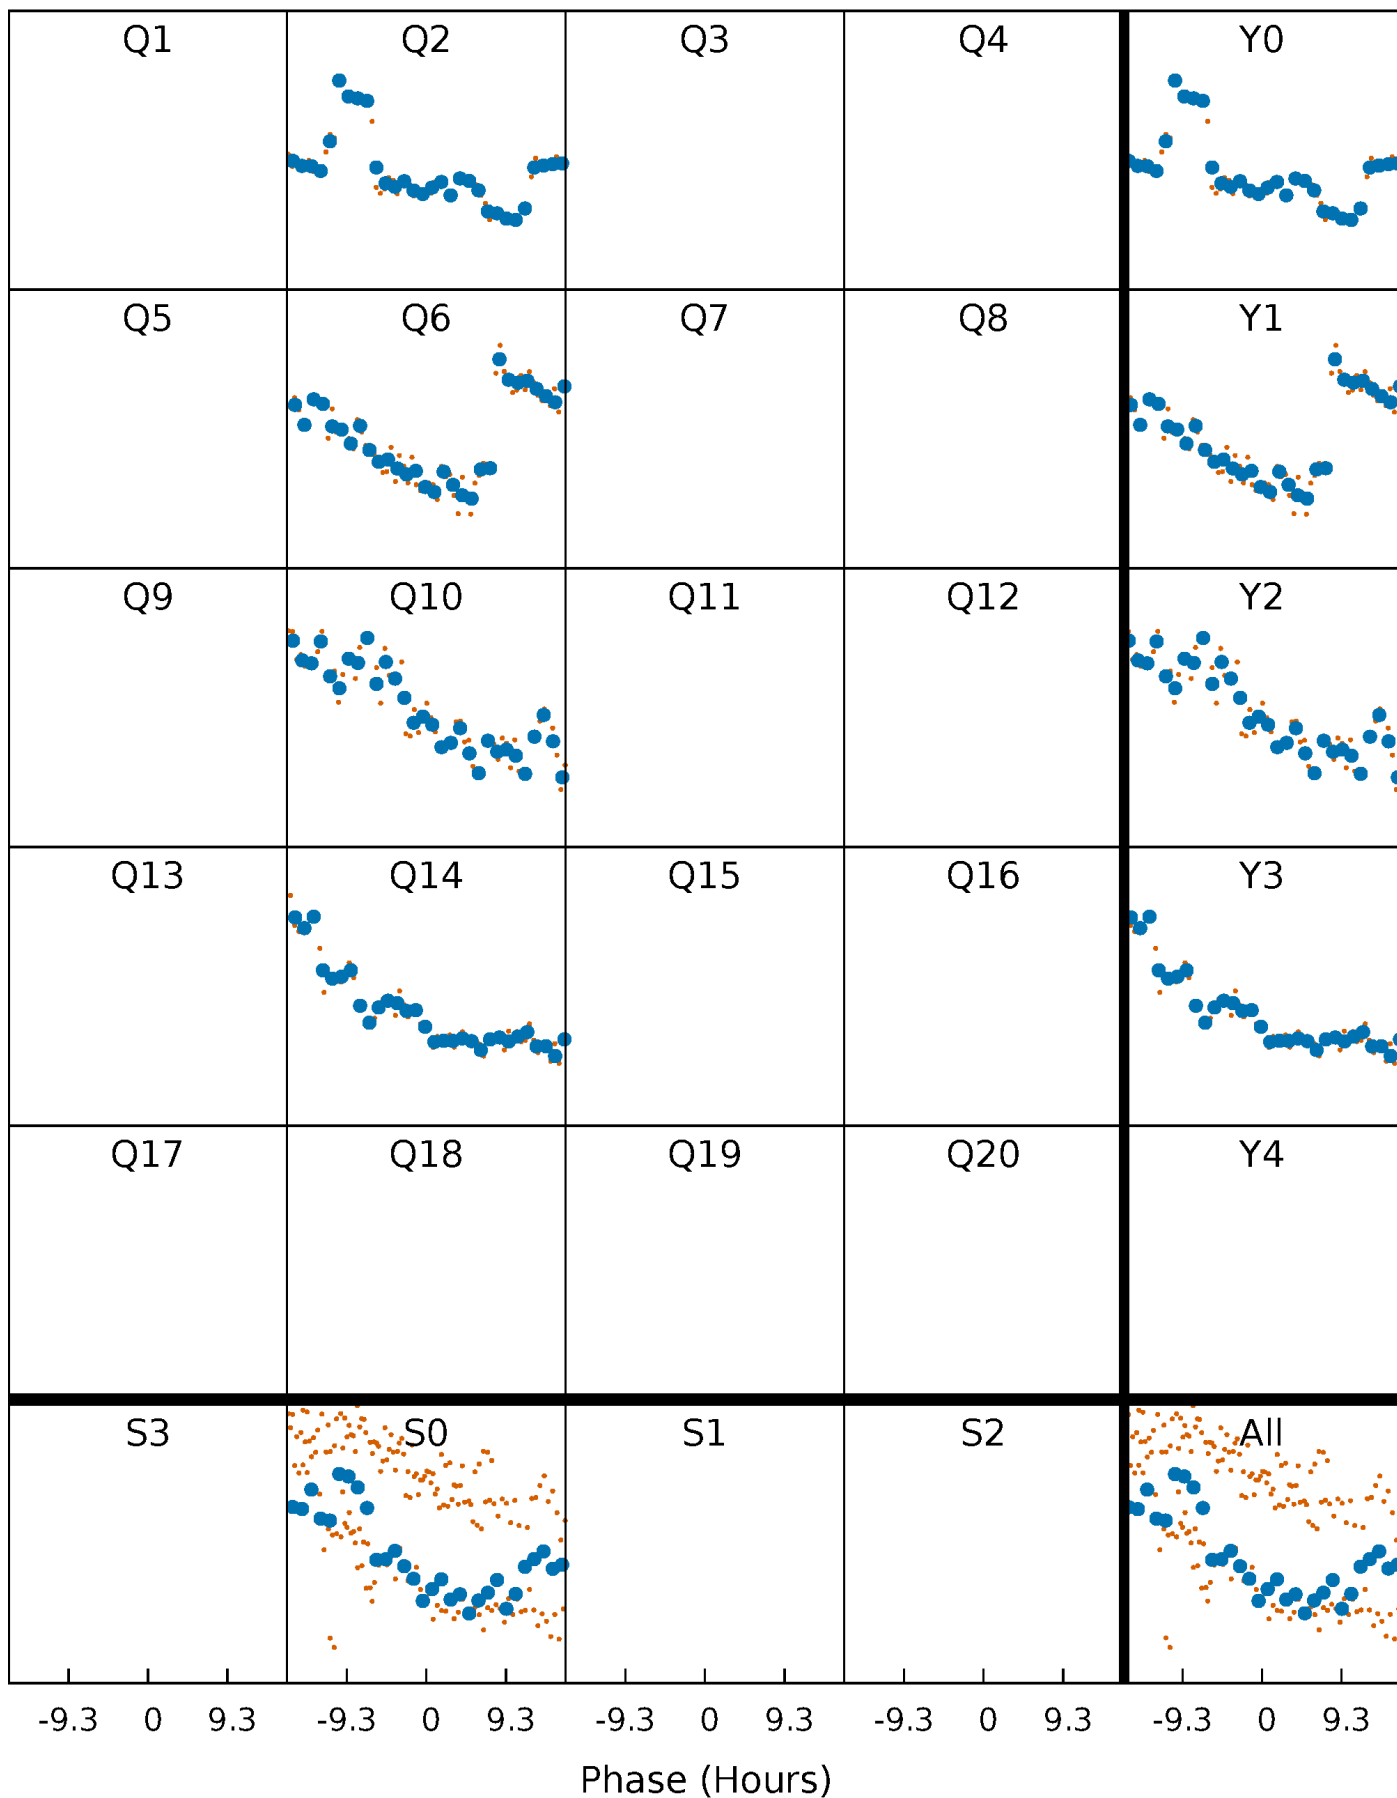 Q1 Q2 Q3 Q4 Y0
Q5 Q6 Q7 Q8 Y1
Q9 Q10 Q11 Q12 Y2
Q13 Q14 Q15 Q16 Y3
Q17 Q18 Q19 Q20 Y4
S3 S0 S1 S2 All
-9.3 0 9.3 -9.3 0 9.3 -9.3 0 9.3 -9.3 0 9.3 -9.3 0 9.3
Phase (Hours)